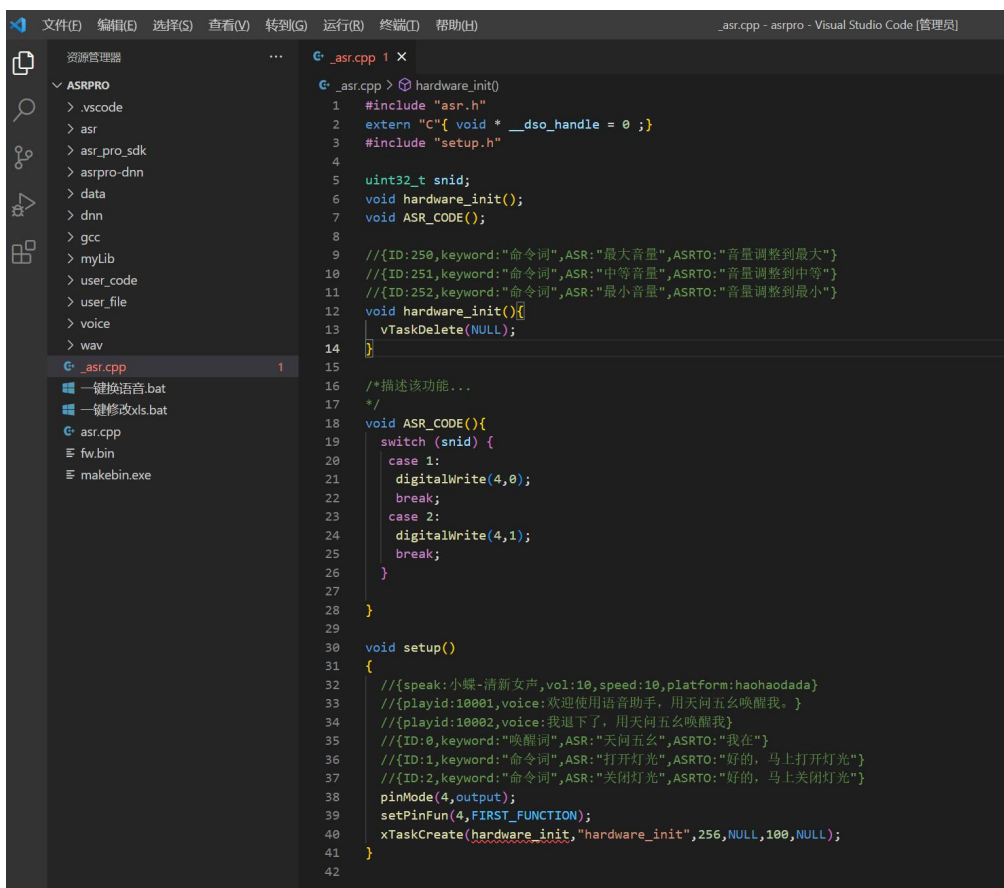 文件(F) 编辑(E) 选择(S) 查看(V) 转到(G) 运行(R) 终端(T) 帮助(H) _asr.cpp - asrpro - Visual Studio Code [管理员]
资源管理器 ...
ASRPRO
.vscode
asr
asr_pro_sdk
asrpro-dnn
data
dnn
gcc
myLib
user_code
user_file
voice
wav
_asr.cpp 1
一键换语音.bat
一键修改xls.bat
asr.cpp
fw.bin
makebin.exe
_asr.cpp 1 ×
_asr.cpp > hardware_init()
1 #include "asr.h"
2 extern "C"{ void * __dso_handle = 0 ;}
3 #include "setup.h"
4
5 uint32_t snid;
6 void hardware_init();
7 void ASR_CODE();
8
9 //{ID:250,keyword:"命令词",ASR:"最大音量",ASRTO:"音量调整到最大"}
10 //{ID:251,keyword:"命令词",ASR:"中等音量",ASRTO:"音量调整到中等"}
11 //{ID:252,keyword:"命令词",ASR:"最小音量",ASRTO:"音量调整到最小"}
12 void hardware_init(){
13 vTaskDelete(NULL);
14 }
15
16 /*描述该功能...
17 */
18 void ASR_CODE(){
19 switch (snid) {
20 case 1:
21 digitalWrite(4,0);
22 break;
23 case 2:
24 digitalWrite(4,1);
25 break;
26 }
27
28 }
29
30 void setup()
31 {
32 //{speak:小蝶-清新女声,vol:10,speed:10,platform:haohaodada}
33 //{playid:10001,voice:欢迎使用语音助手，用天问五幺唤醒我。}
34 //{playid:10002,voice:我退下了，用天问五幺唤醒我}
35 //{ID:0,keyword:"唤醒词",ASR:"天问五幺",ASRTO:"我在"}
36 //{ID:1,keyword:"命令词",ASR:"打开灯光",ASRTO:"好的，马上打开灯光"}
37 //{ID:2,keyword:"命令词",ASR:"关闭灯光",ASRTO:"好的，马上关闭灯光"}
38 pinMode(4,output);
39 setPinFun(4,FIRST_FUNCTION);
40 xTaskCreate(hardware_init,"hardware_init",256,NULL,100,NULL);
41 }
42